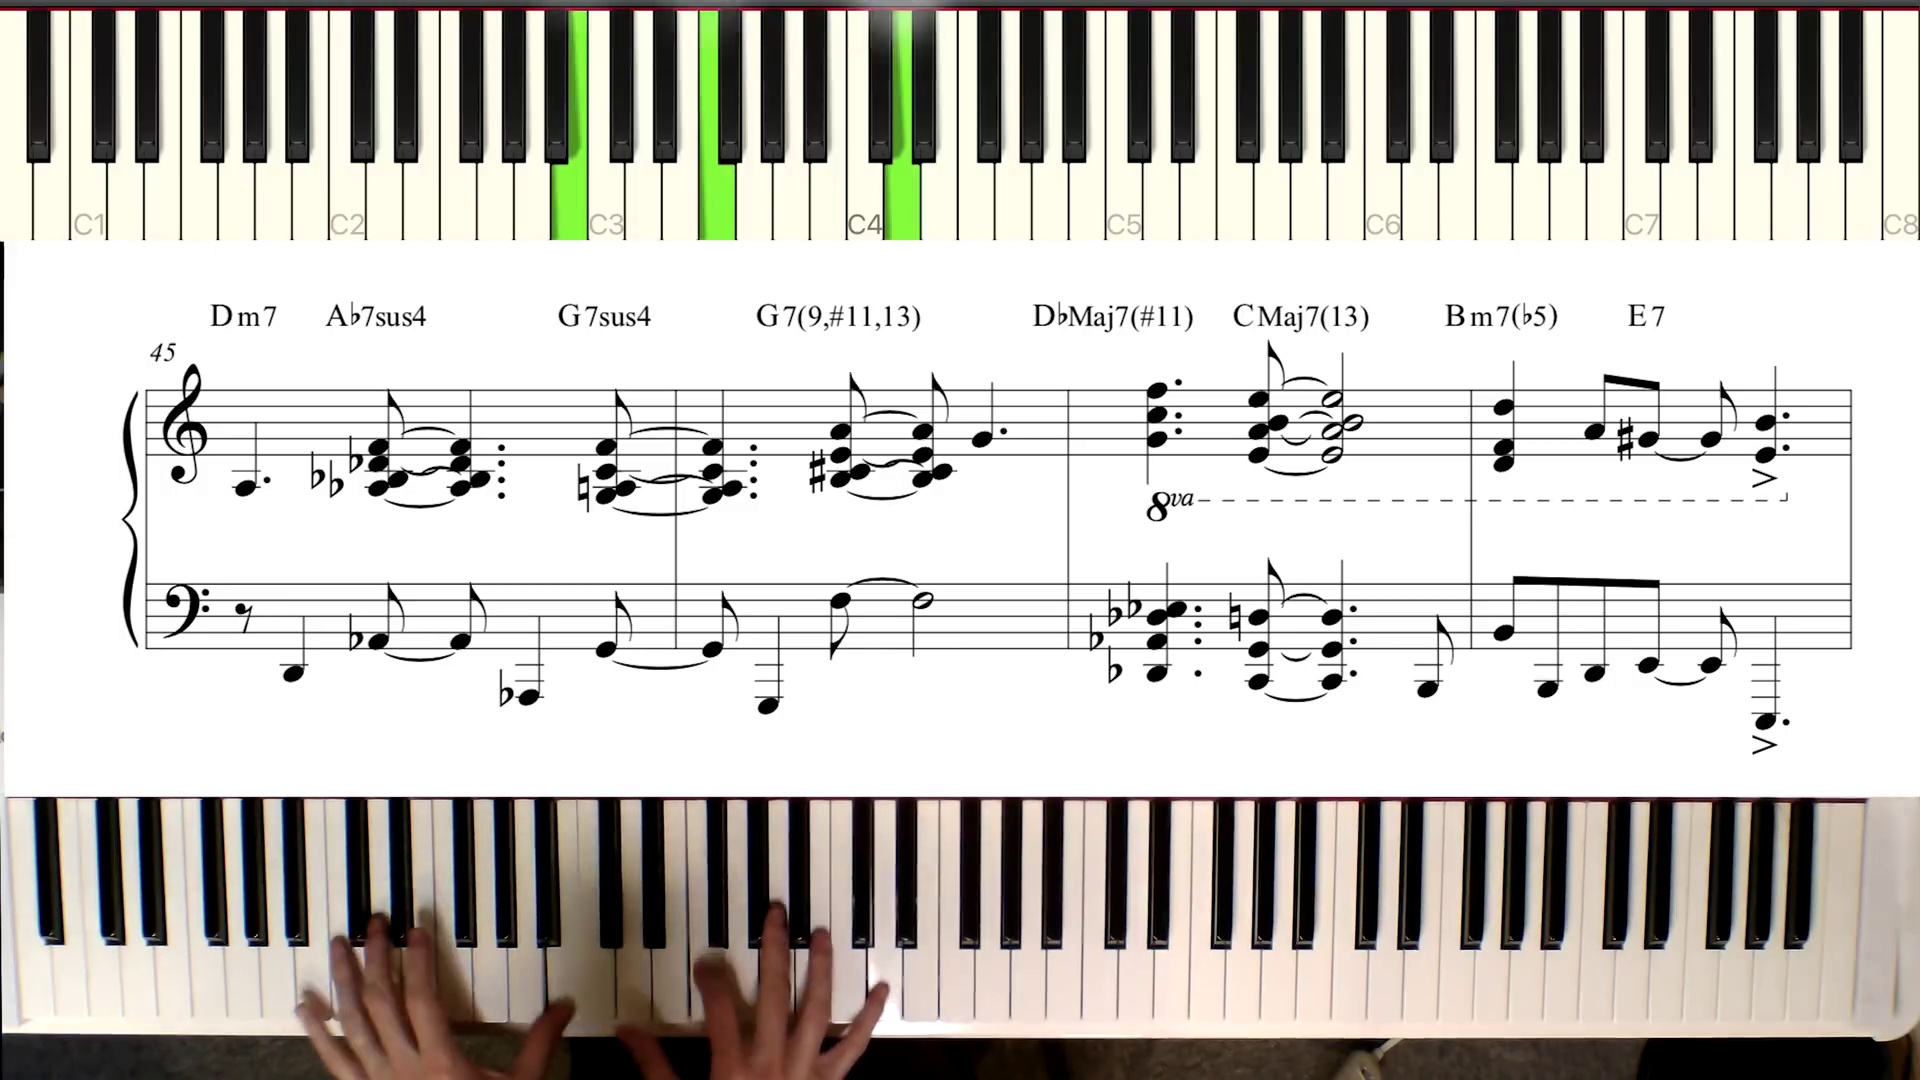 C1 C2 C3 C4 C5 C6 C7 C8
Dm7 A♭7sus4 G7sus4 G7(9,#11,13) D♭Maj7(#11) CMaj7(13) Bm7(♭5) E7
45
8va